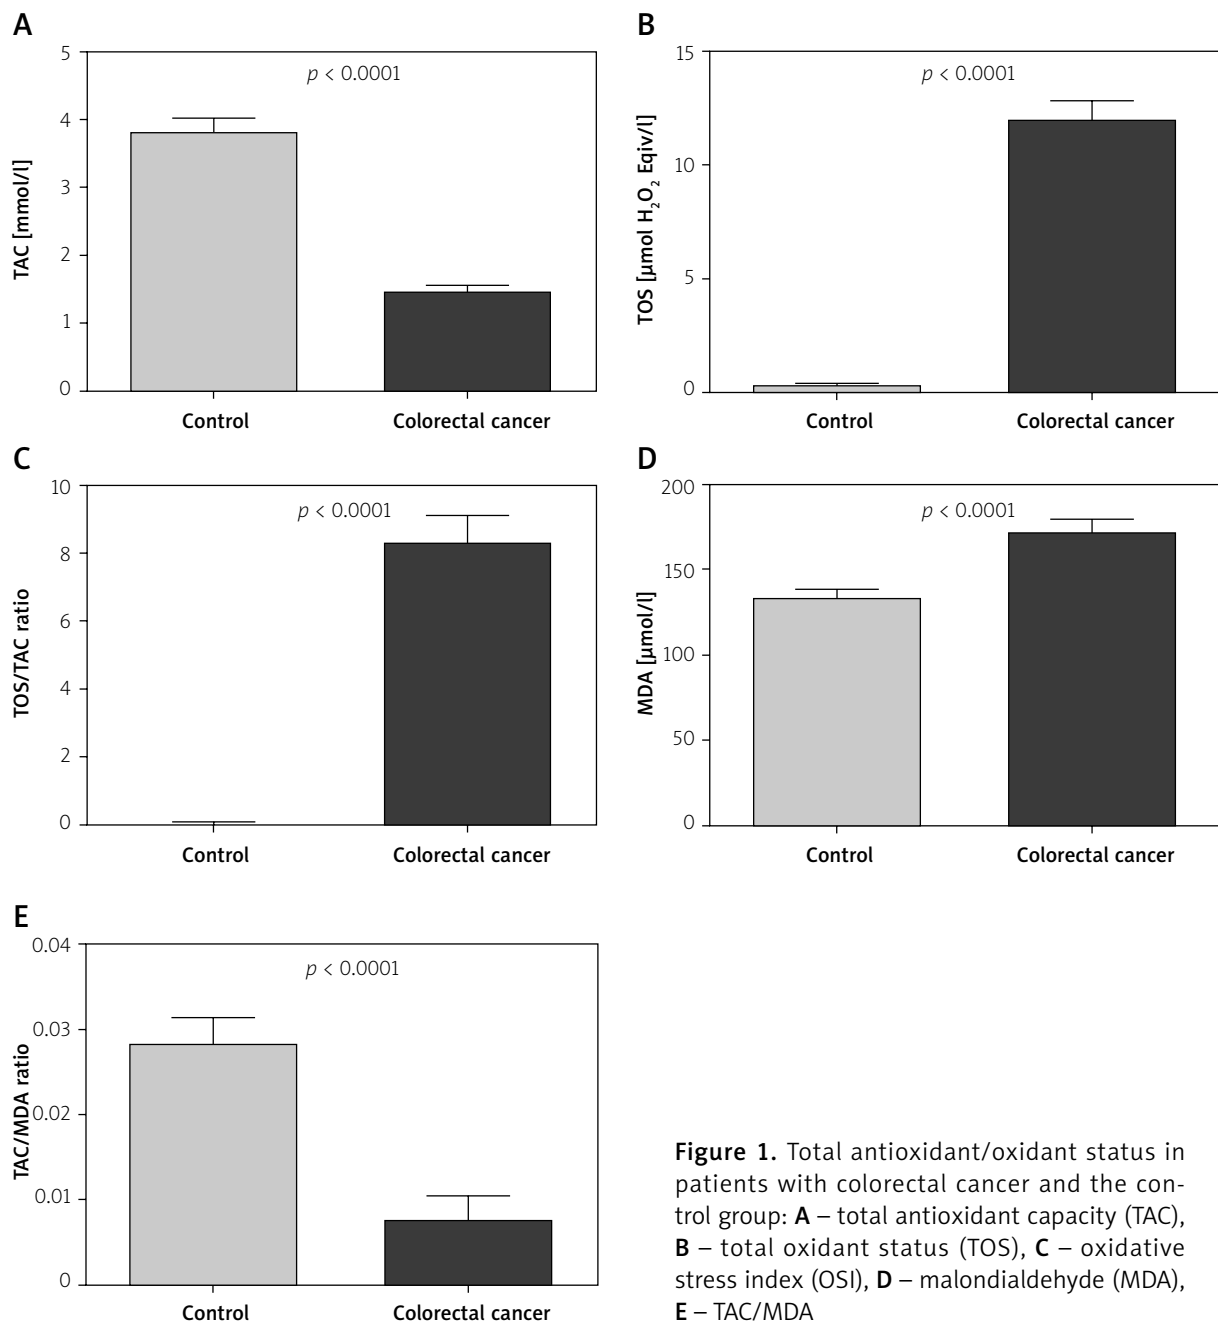 A
p < 0.0001
TAC [mmol/l]
5
4
3
2
1
0
Control Colorectal cancer
B
p < 0.0001
TOS [µmol H₂O₂ Eqiv/l]
15
10
5
0
Control Colorectal cancer
C
p < 0.0001
TOS/TAC ratio
10
8
6
4
2
0
Control Colorectal cancer
D
p < 0.0001
MDA [µmol/l]
200
150
100
50
0
Control Colorectal cancer
E
p < 0.0001
TAC/MDA ratio
0.04
0.03
0.02
0.01
0
Control Colorectal cancer
Figure 1. Total antioxidant/oxidant status in
patients with colorectal cancer and the con-
trol group: A – total antioxidant capacity (TAC),
B – total oxidant status (TOS), C – oxidative
stress index (OSI), D – malondialdehyde (MDA),
E – TAC/MDA